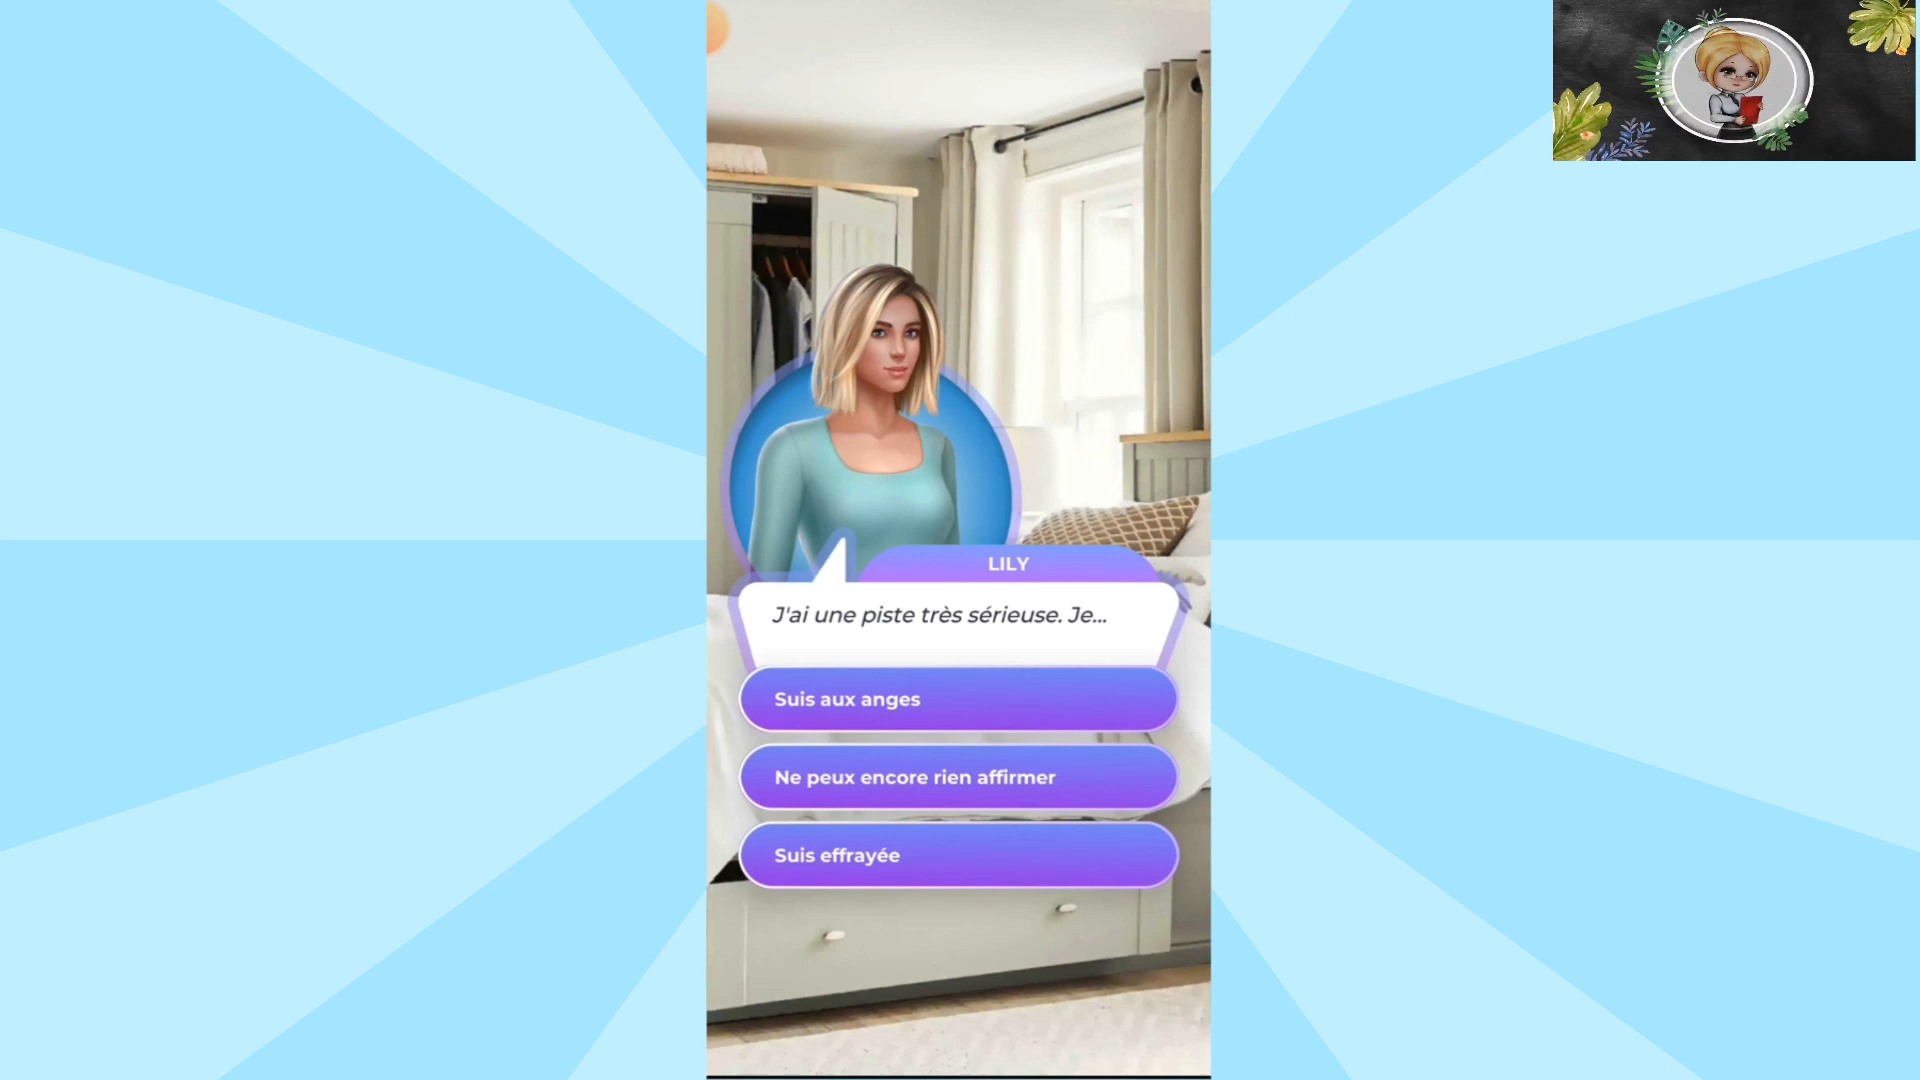 LILY
J'ai une piste très sérieuse. Je...
Suis aux anges
Ne peux encore rien affirmer
Suis effrayée